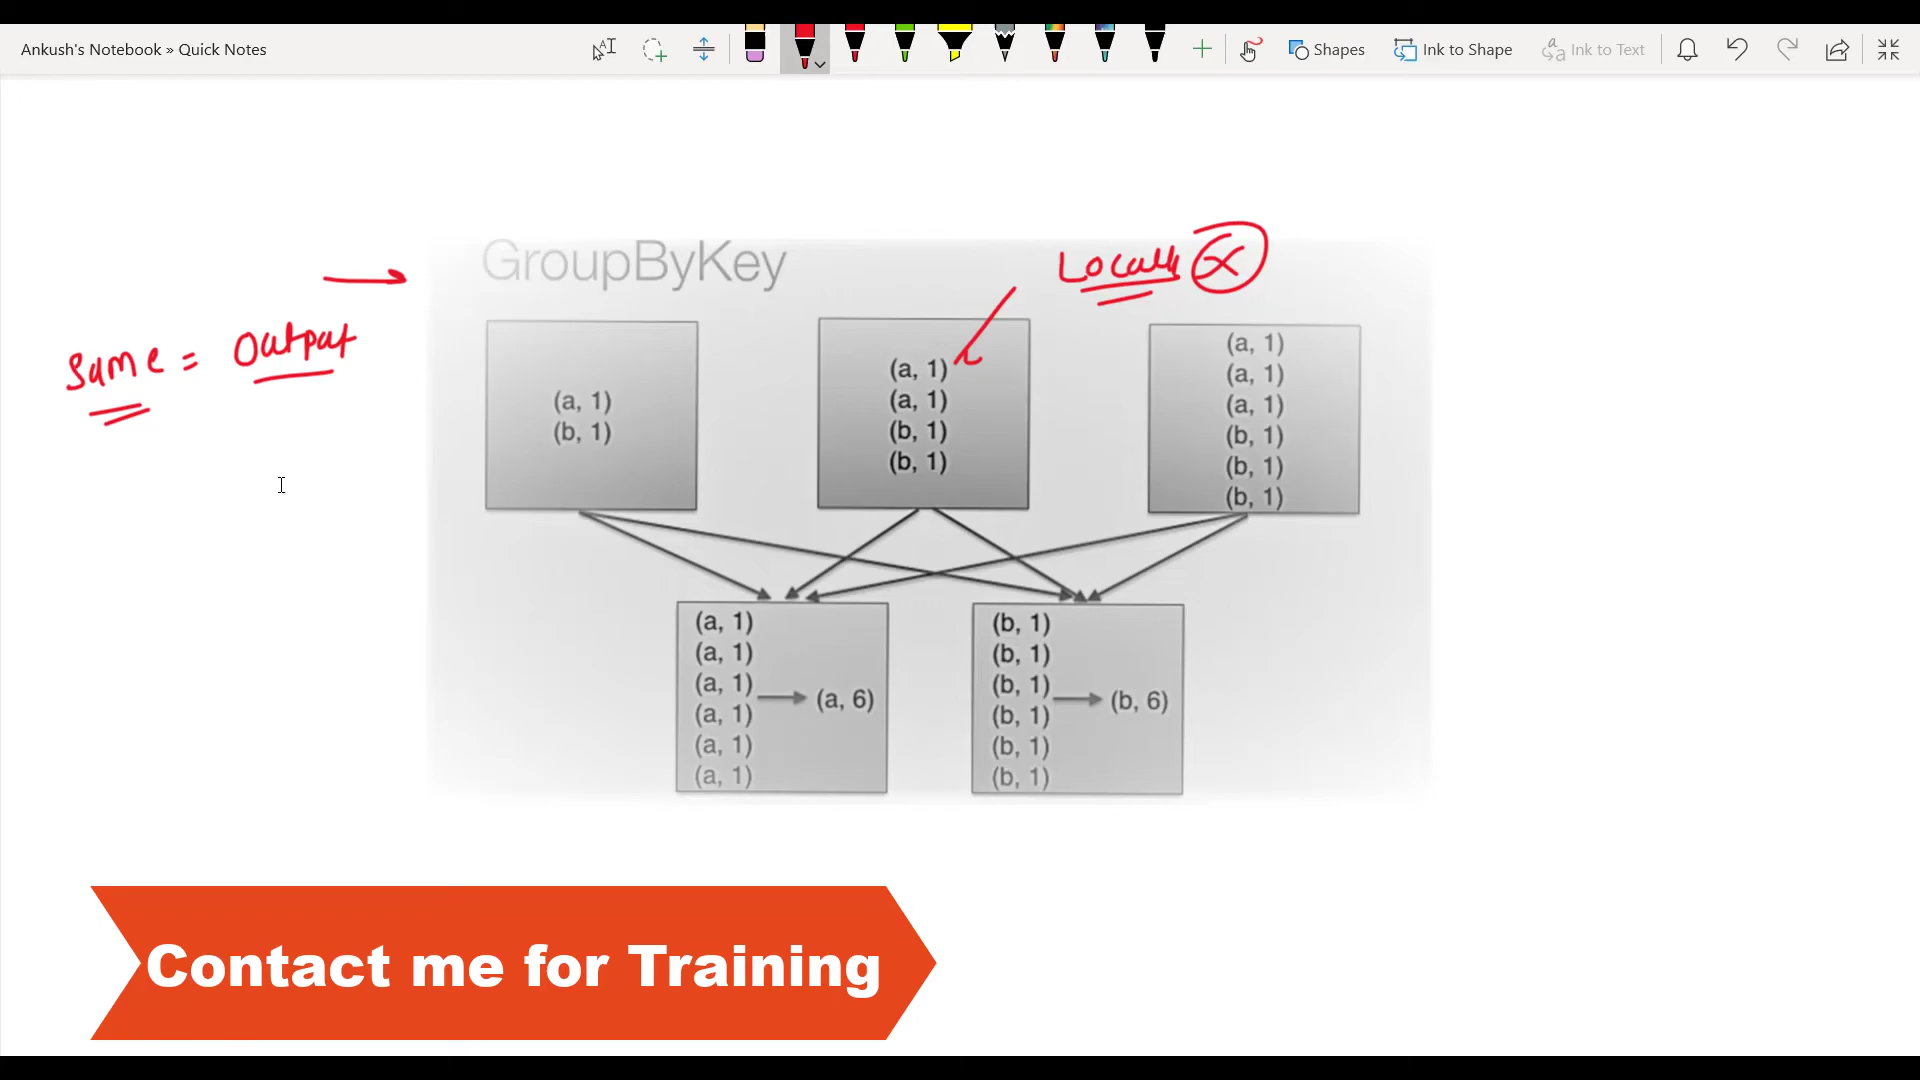 Ankush's Notebook » Quick Notes
Shapes
Ink to Shape
Ink to Text
GroupByKey
Locally
Same = Output
(a, 1)
(b, 1)
(a, 1)
(a, 1)
(b, 1)
(b, 1)
(a, 1)
(a, 1)
(a, 1)
(b, 1)
(b, 1)
(b, 1)
(a, 1)
(a, 1)
(a, 1)
(a, 1)
(a, 1)
(a, 1)
(a, 6)
(b, 1)
(b, 1)
(b, 1)
(b, 1)
(b, 1)
(b, 1)
(b, 6)
Contact me for Training